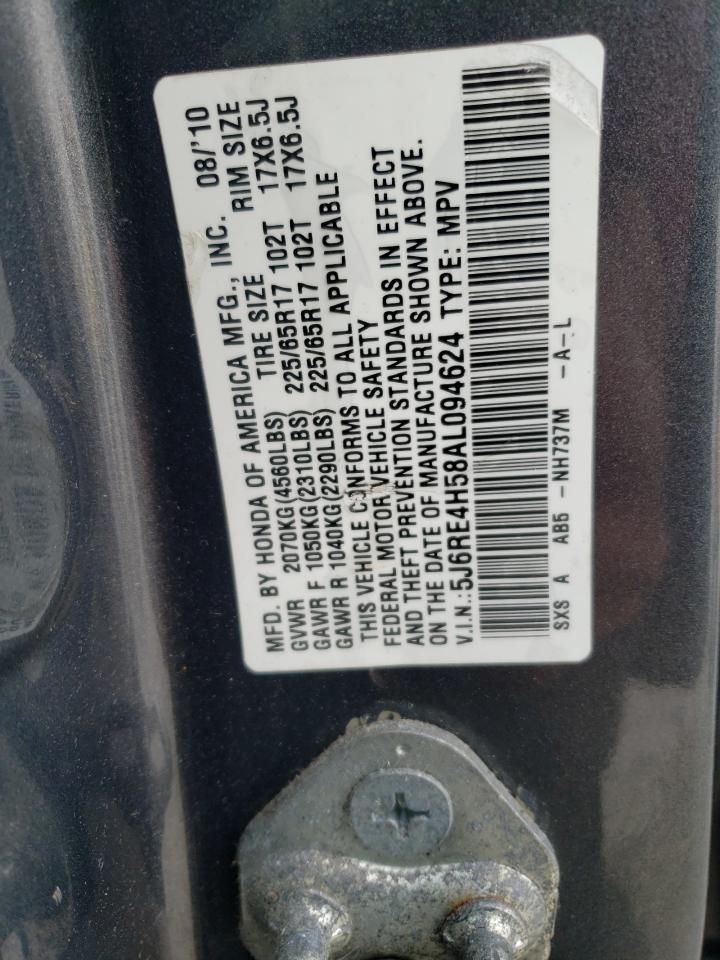 MFD. BY HONDA OF AMERICA MFG., INC. 08/'10
GVWR 2070KG(4560LBS) TIRE SIZE RIM SIZE
GAWR F 1050KG(2310LBS) 225/65R17 102T 17X6.5J
GAWR R 1040KG(2290LBS) 225/65R17 102T 17X6.5J
THIS VEHICLE CONFORMS TO ALL APPLICABLE
FEDERAL MOTOR VEHICLE SAFETY
AND THEFT PREVENTION STANDARDS IN EFFECT
ON THE DATE OF MANUFACTURE SHOWN ABOVE.
V.I.N.:5J6RE4H58AL094624 TYPE: MPV
SXS A AB5 -NH737M -A-L